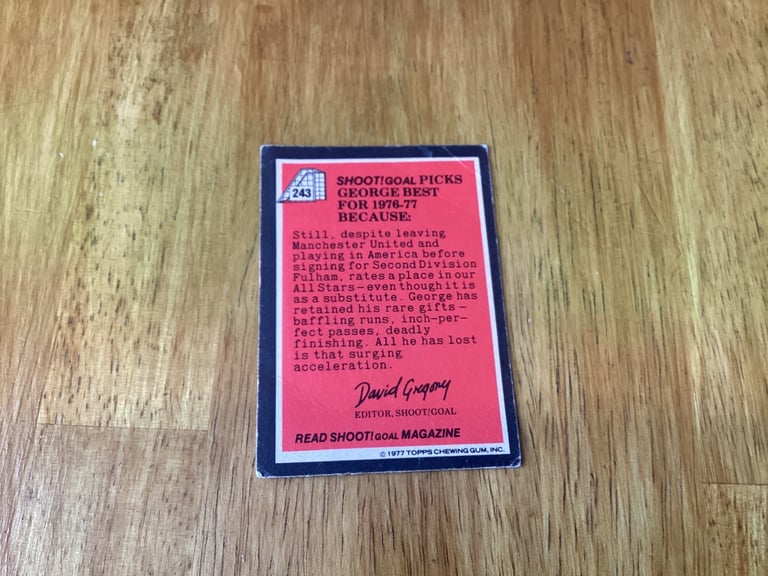 243
SHOOT!GOAL PICKS
GEORGE BEST
FOR 1976-77
BECAUSE:
Still, despite leaving
Manchester United and
playing in America before
signing for Second Division
Fulham, rates a place in our
All Stars—even though it is
as a substitute. George has
retained his rare gifts —
baffling runs, inch-per-
fect passes, deadly
finishing. All he has lost
is that surging
acceleration.
David Gregory
EDITOR, SHOOT!GOAL
READ SHOOT! GOAL MAGAZINE
© 1977 TOPPS CHEWING GUM, INC.